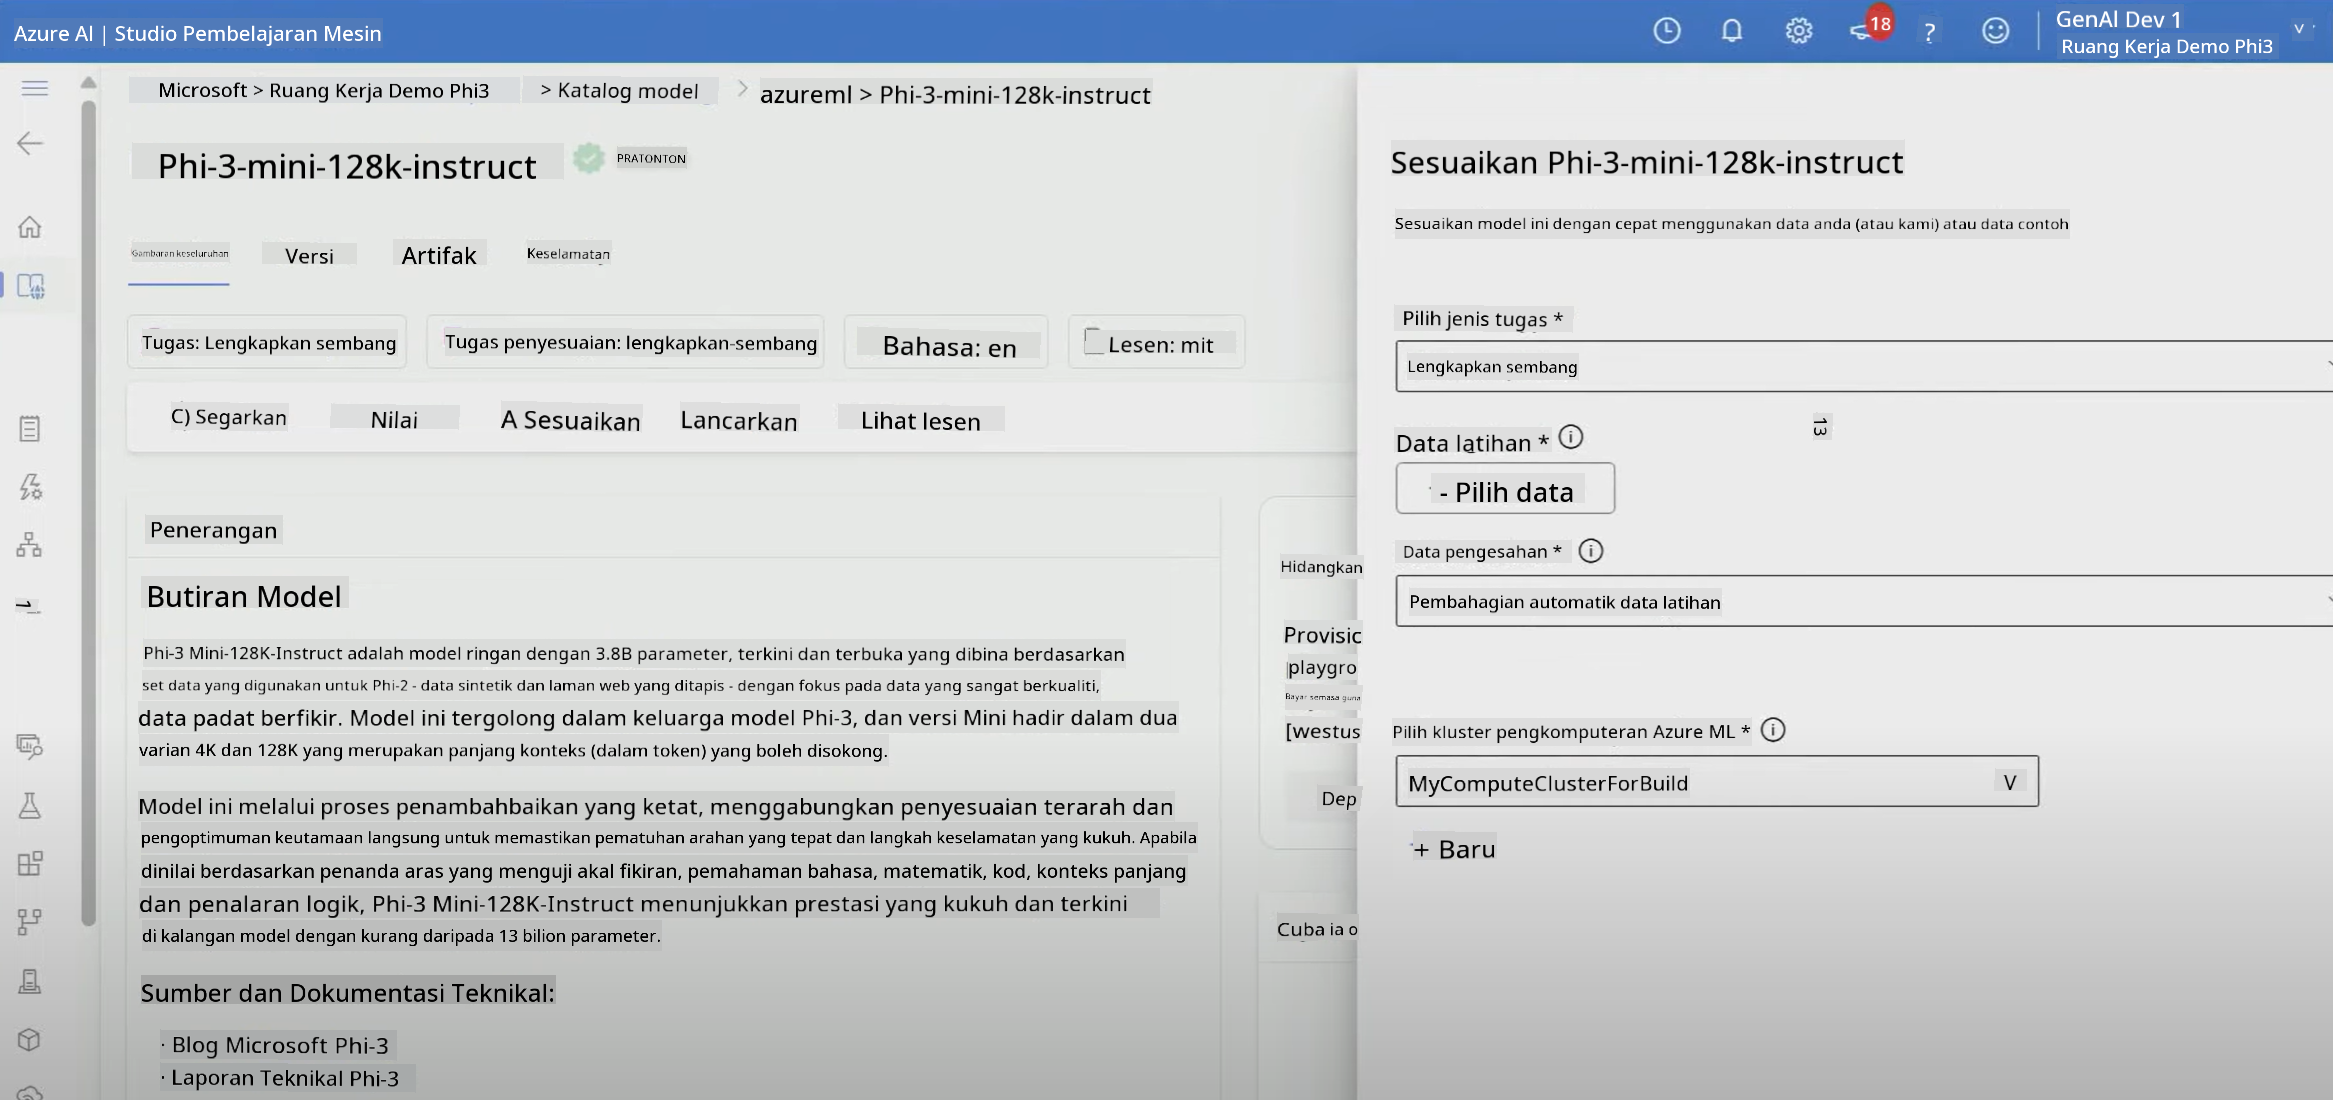 Azure AI | Studio Pembelajaran Mesin
18
?
GenAI Dev 1
Ruang Kerja Demo Phi3
Microsoft > Ruang Kerja Demo Phi3 > Katalog model > azureml > Phi-3-mini-128k-instruct
Phi-3-mini-128k-instruct
PRATONTON
Gambaran keseluruhan
Versi
Artifak
Keselamatan
Tugas: Lengkapkan sembang
Tugas penyesuaian: lengkapkan-sembang
Bahasa: en
Lesen: mit
C) Segarkan
Nilai
A Sesuaikan
Lancarkan
Lihat lesen
Penerangan
Butiran Model
Phi-3 Mini-128K-Instruct adalah model ringan dengan 3.8B parameter, terkini dan terbuka yang dibina berdasarkan
set data yang digunakan untuk Phi-2 - data sintetik dan laman web yang ditapis - dengan fokus pada data yang sangat berkualiti,
data padat berfikir. Model ini tergolong dalam keluarga model Phi-3, dan versi Mini hadir dalam dua
varian 4K dan 128K yang merupakan panjang konteks (dalam token) yang boleh disokong.
Model ini melalui proses penambahbaikan yang ketat, menggabungkan penyesuaian terarah dan
pengoptimuman keutamaan langsung untuk memastikan pematuhan arahan yang tepat dan langkah keselamatan yang kukuh. Apabila
dinilai berdasarkan penanda aras yang menguji akal fikiran, pemahaman bahasa, matematik, kod, konteks panjang
dan penalaran logik, Phi-3 Mini-128K-Instruct menunjukkan prestasi yang kukuh dan terkini
di kalangan model dengan kurang daripada 13 bilion parameter.
Sumber dan Dokumentasi Teknikal:
· Blog Microsoft Phi-3
· Laporan Teknikal Phi-3
Hidangkan
Provisic
playgro
Bayar semasa guna
[westus
Dep
Cuba ia o
Sesuaikan Phi-3-mini-128k-instruct
Sesuaikan model ini dengan cepat menggunakan data anda (atau kami) atau data contoh
Pilih jenis tugas *
Lengkapkan sembang
13
Data latihan *
- Pilih data
Data pengesahan *
Pembahagian automatik data latihan
Pilih kluster pengkomputeran Azure ML *
MyComputeClusterForBuild
V
+ Baru